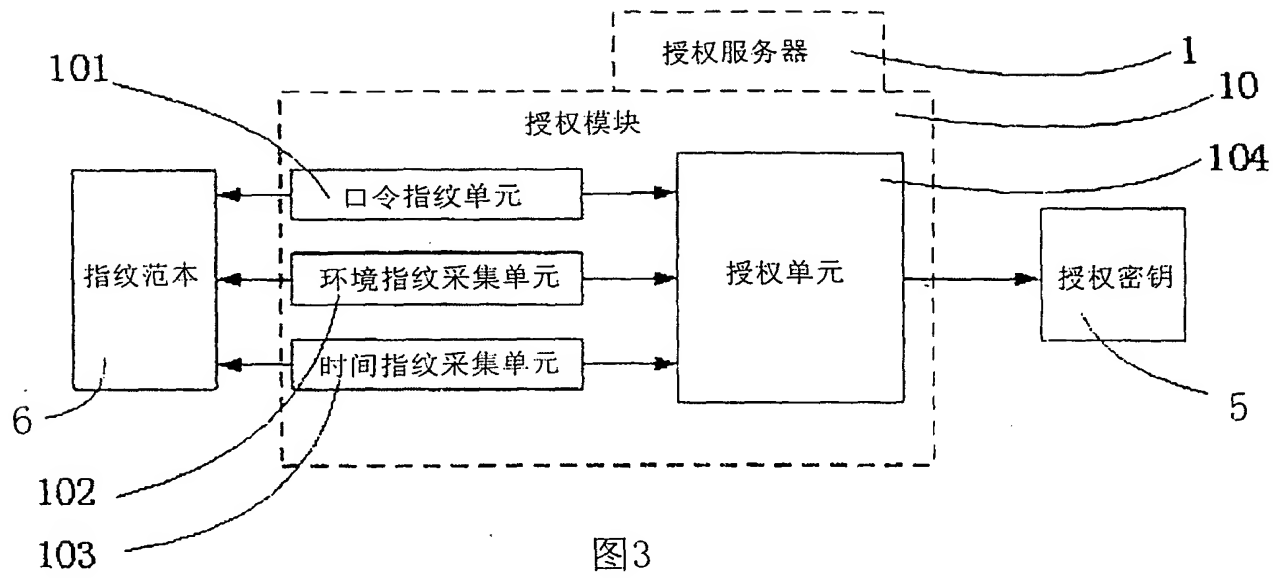 授权服务器
1
101
10
授权模块
104
口令指纹单元
指纹范本
环境指纹采集单元
授权单元
授权密钥
时间指纹采集单元
6
5
102
103
图3